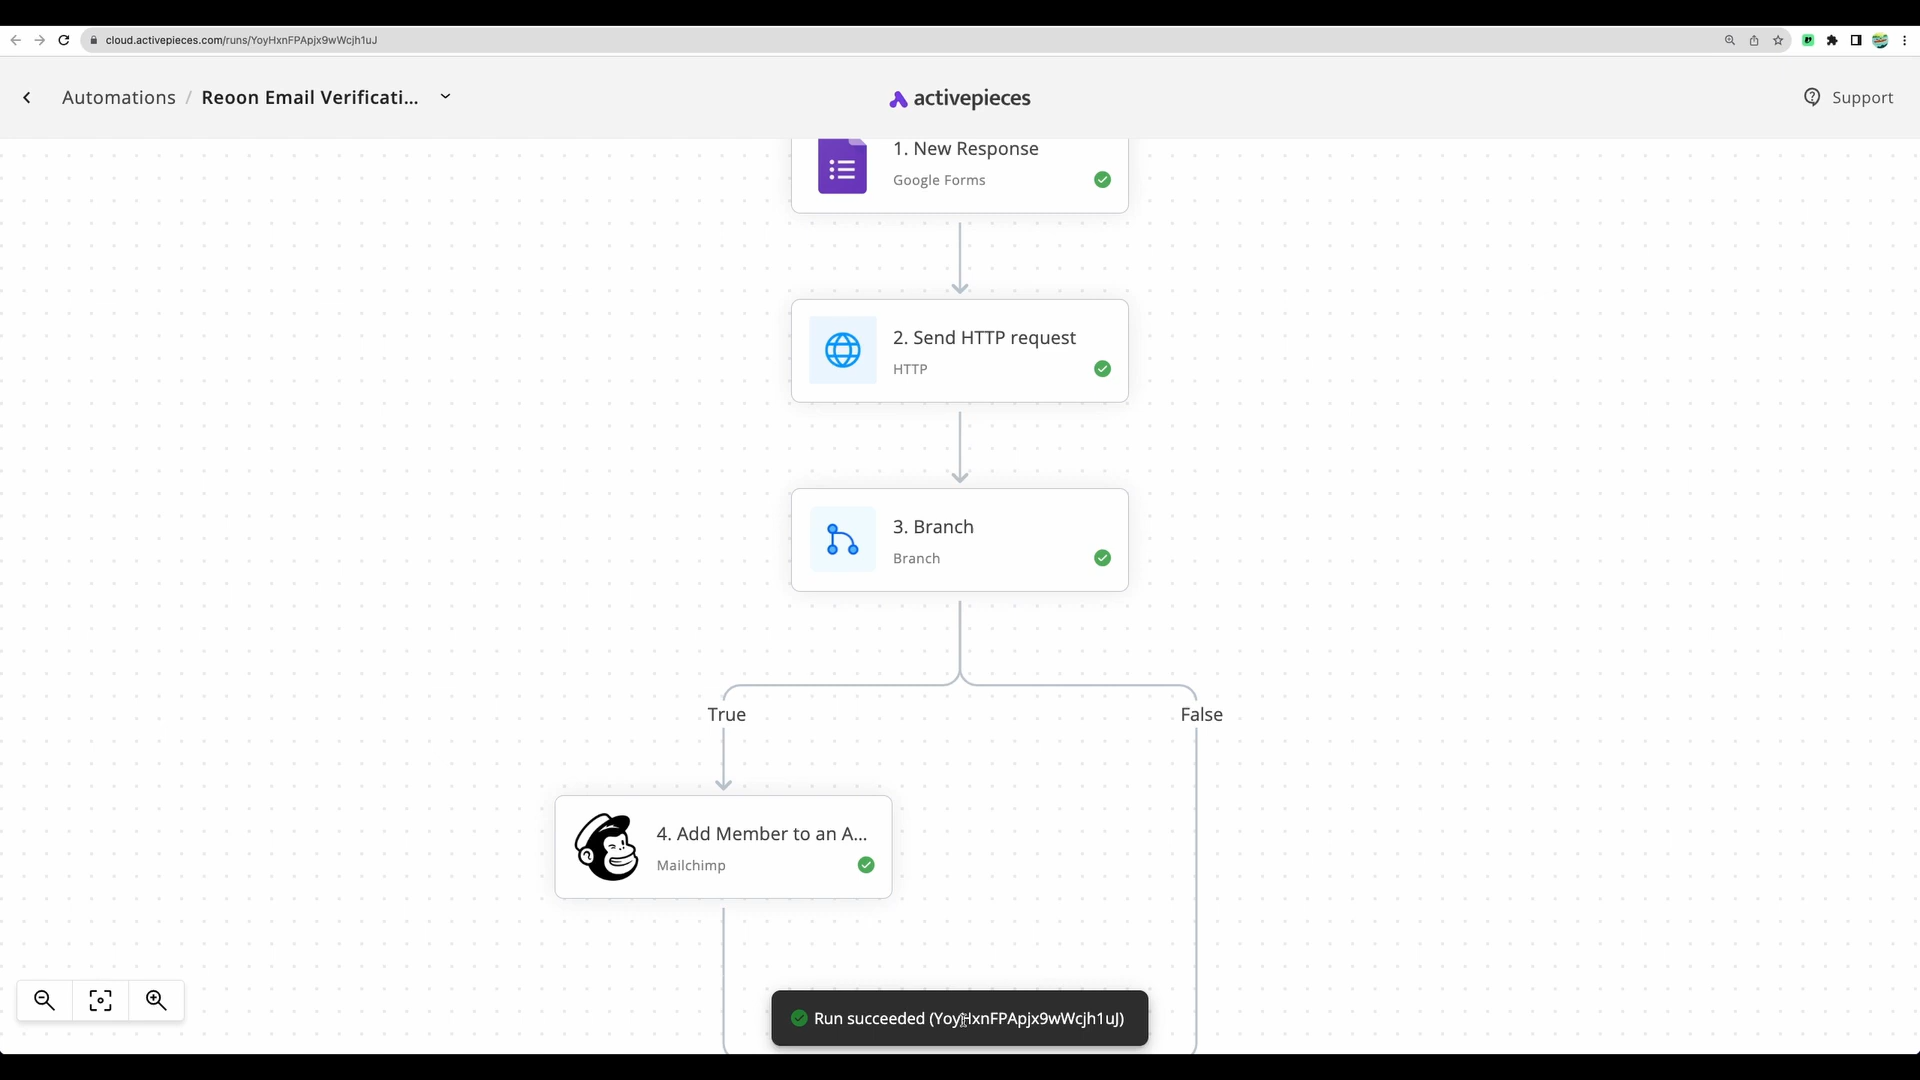 cloud.activepieces.com/runs/YoyHxnFPApjx9wWcjh1uJ
Automations / Reoon Email Verificati...
activepieces
Support
1. New Response
Google Forms
2. Send HTTP request
HTTP
3. Branch
Branch
True
False
4. Add Member to an A...
Mailchimp
Run succeeded (YoyHxnFPApjx9wWcjh1uJ)